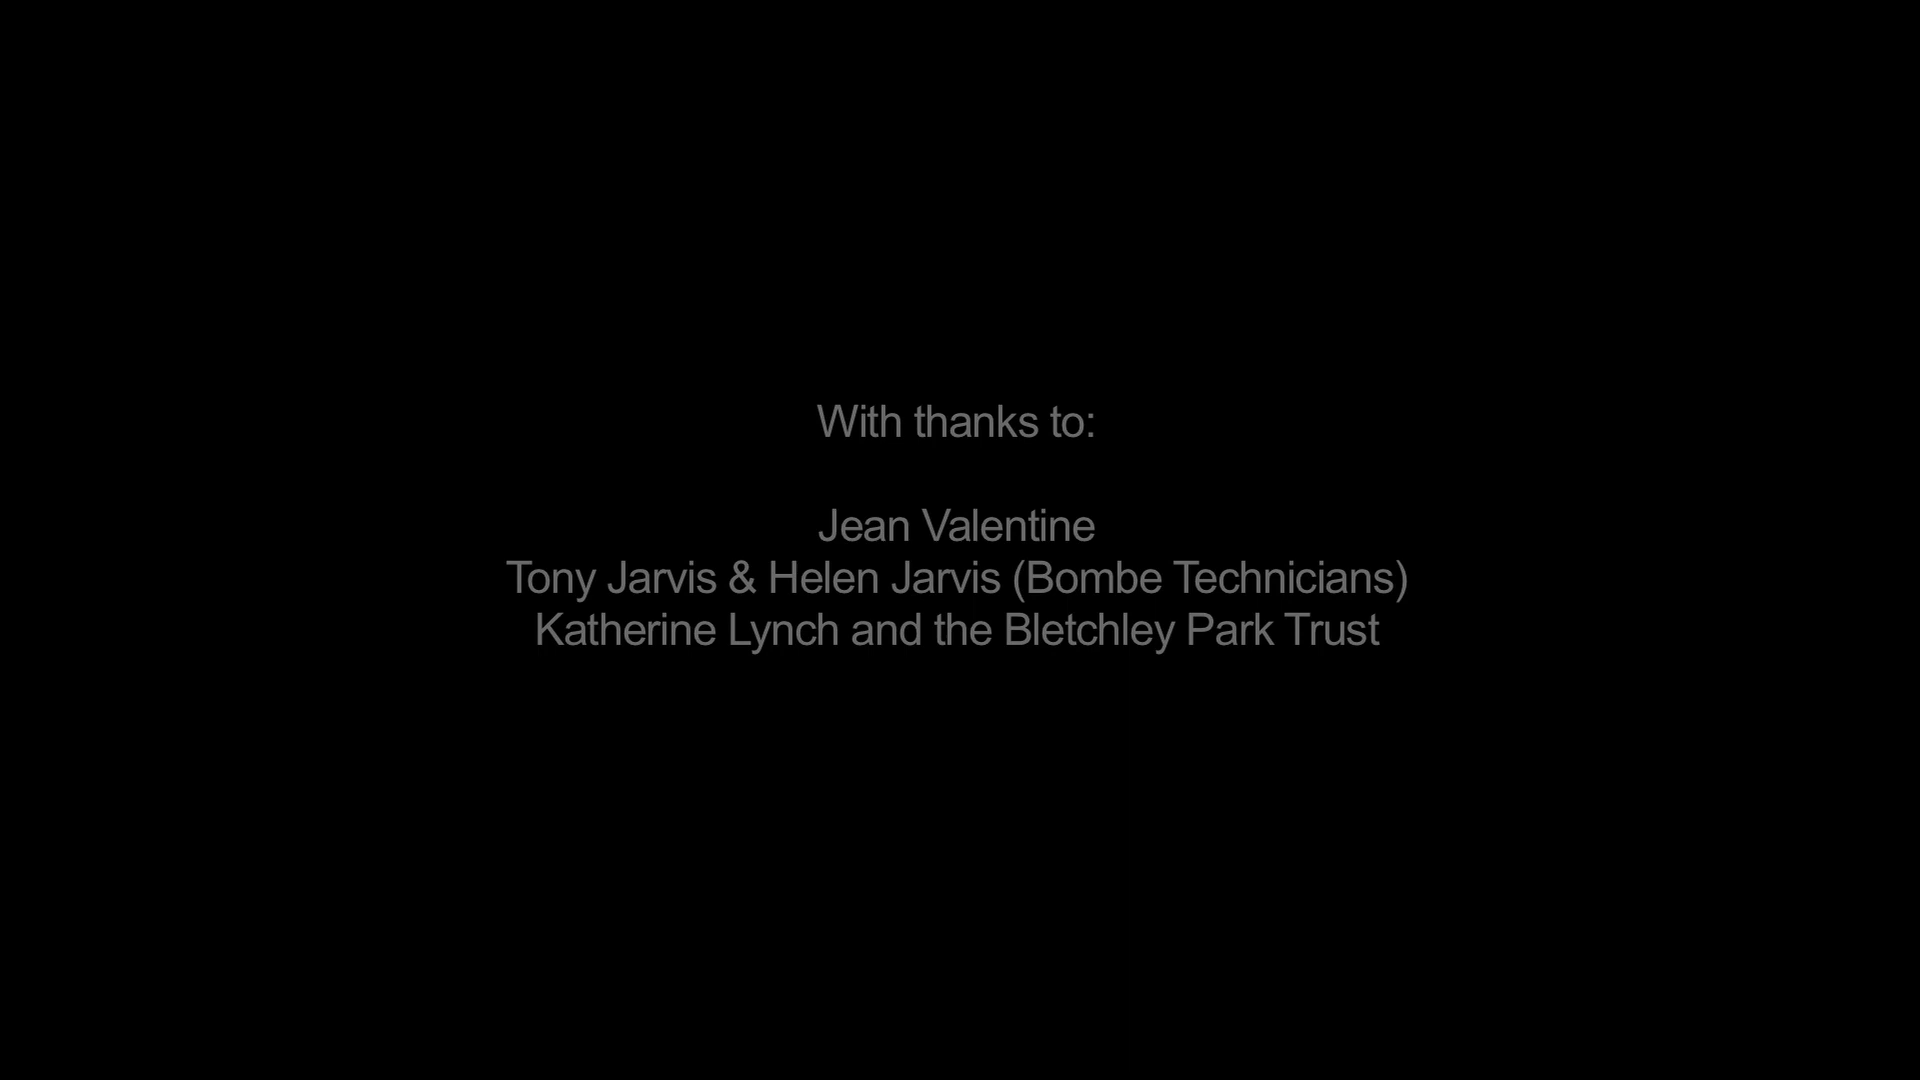 With thanks to:
Jean Valentine
Tony Jarvis & Helen Jarvis (Bombe Technicians)
Katherine Lynch and the Bletchley Park Trust